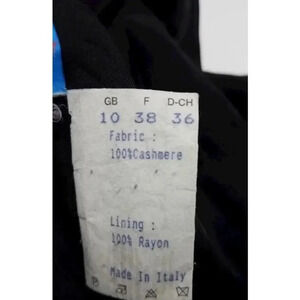 GB F D-CH
10 38 36
Fabric :
100%Cashmere
Lining :
100% Rayon
Made In Italy